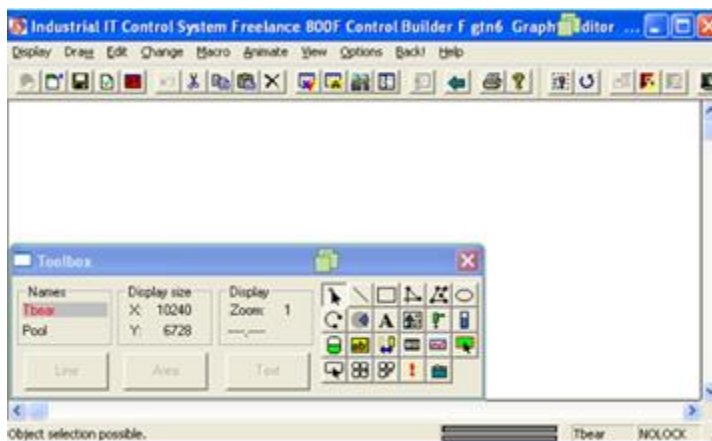 Industrial IT Control System Freelance 800F Control Builder F gtn6 Graphic Editor ...
Display Draw Edit Change Macro Animate View Options Back! Help
Toolbox
Names Display size Display
Tbear X: 10240 Zoom: 1
Pool Y: 6728 ----,----
Line Area Text
Object selection possible. Tbear NOLOCK